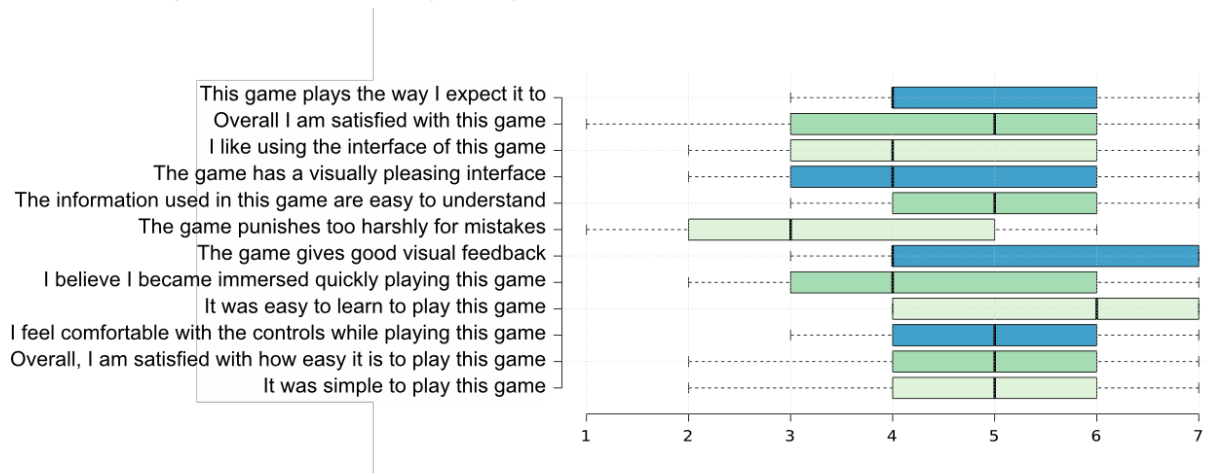 This game plays the way I expect it to
Overall I am satisfied with this game
I like using the interface of this game
The game has a visually pleasing interface
The information used in this game are easy to understand
The game punishes too harshly for mistakes
The game gives good visual feedback
I believe I became immersed quickly playing this game
It was easy to learn to play this game
I feel comfortable with the controls while playing this game
Overall, I am satisfied with how easy it is to play this game
It was simple to play this game
1 2 3 4 5 6 7